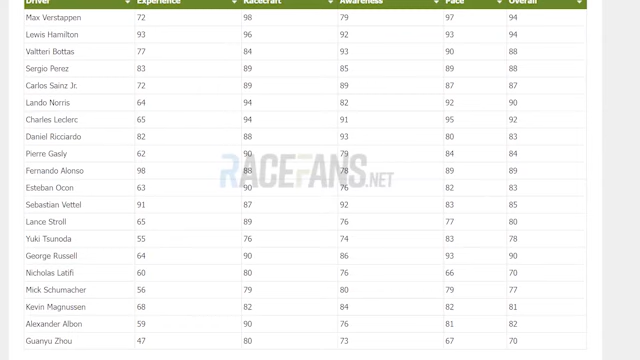 Driver Experience Racecraft Awareness Pace Overall
Max Verstappen 72 98 79 97 94
Lewis Hamilton 93 96 92 93 94
Valtteri Bottas 77 84 93 90 88
Sergio Perez 83 89 85 89 88
Carlos Sainz Jr. 72 89 89 87 87
Lando Norris 64 94 82 92 90
Charles Leclerc 65 94 91 95 92
Daniel Ricciardo 82 88 93 80 83
Pierre Gasly 62 90 79 84 84
Fernando Alonso 98 88 78 89 89
RACEFANS.NET
Esteban Ocon 63 90 76 82 83
Sebastian Vettel 91 87 92 83 85
Lance Stroll 65 89 76 77 80
Yuki Tsunoda 55 76 74 83 78
George Russell 64 90 86 93 90
Nicholas Latifi 60 80 76 66 70
Mick Schumacher 56 79 80 79 77
Kevin Magnussen 68 82 84 82 81
Alexander Albon 59 90 76 81 82
Guanyu Zhou 47 80 73 67 70